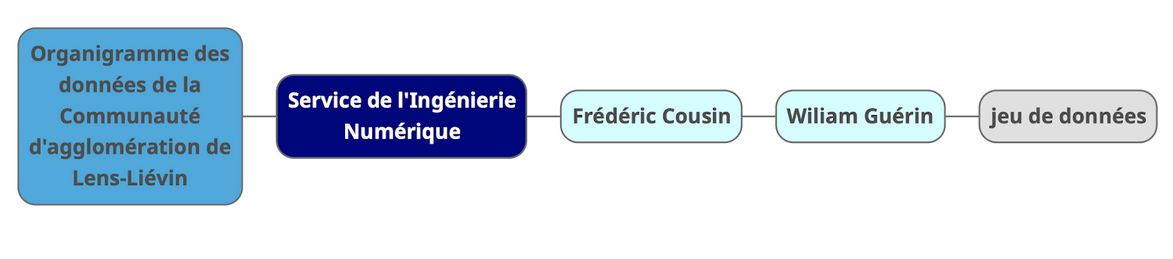 Organigramme des
données de la
Communauté
d'agglomération de
Lens-Liévin
Service de l'Ingénierie
Numérique
Frédéric Cousin
Wiliam Guérin
jeu de données